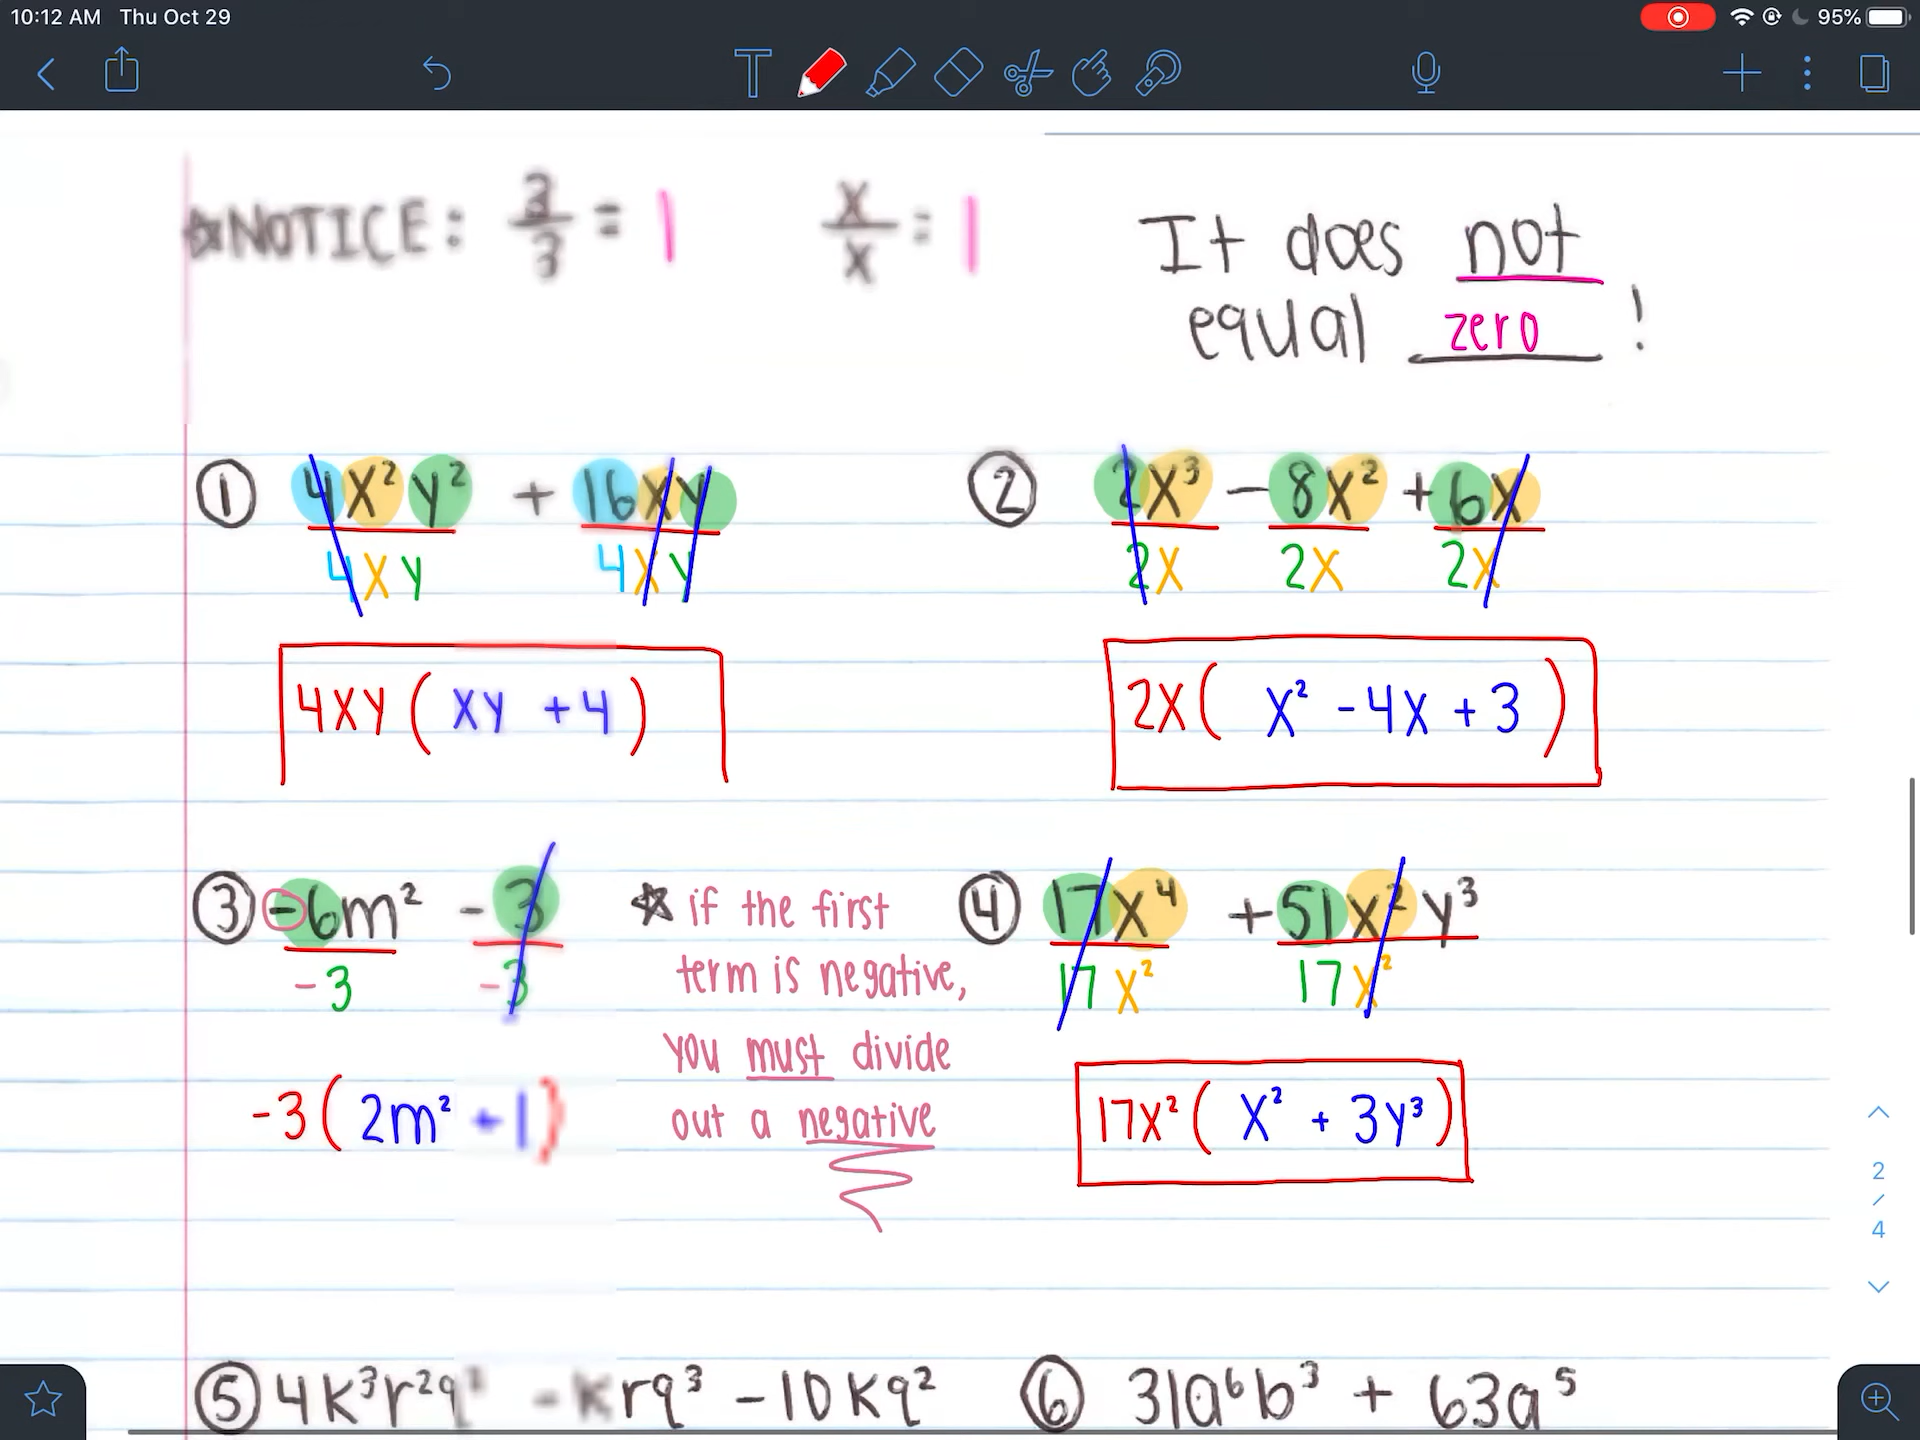 10:12 AM Thu Oct 29
95%
☆NOTICE: 3/3 = 1 x/x = 1 It does not
equal zero !
① 4x²y² + 16xy
4xy 4xy
4xy(xy + 4)
② 2x³ - 8x² + 6x
2x 2x 2x
2x(x² - 4x + 3)
③ -6m² - 3
-3 -3
-3(2m² + 1)
☆ if the first
term is negative,
you must divide
out a negative
④ 17x⁴ + 51x²y³
17x² 17x²
17x²(x² + 3y³)
2
/
4
⑤ 4k³r²q - krq³ - 10kq²
⑥ 31a⁶b³ + 63a⁵